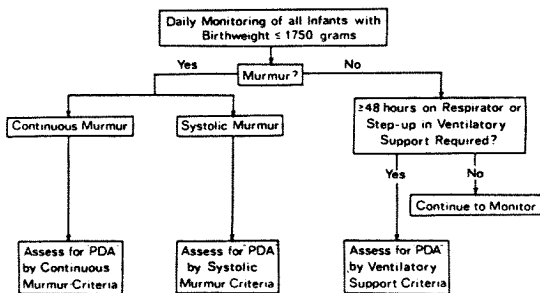 Daily Monitoring of all Infants with
Birthweight ≤ 1750 grams
Yes
Murmur?
No
Continuous Murmur
Systolic Murmur
≥48 hours on Respirator or
Step-up in Ventilatory
Support Required?
Yes
No
Continue to Monitor
Assess for PDA
by Continuous
Murmur Criteria
Assess for PDA
by Systolic
Murmur Criteria
Assess for PDA
by Ventilatory
Support Criteria